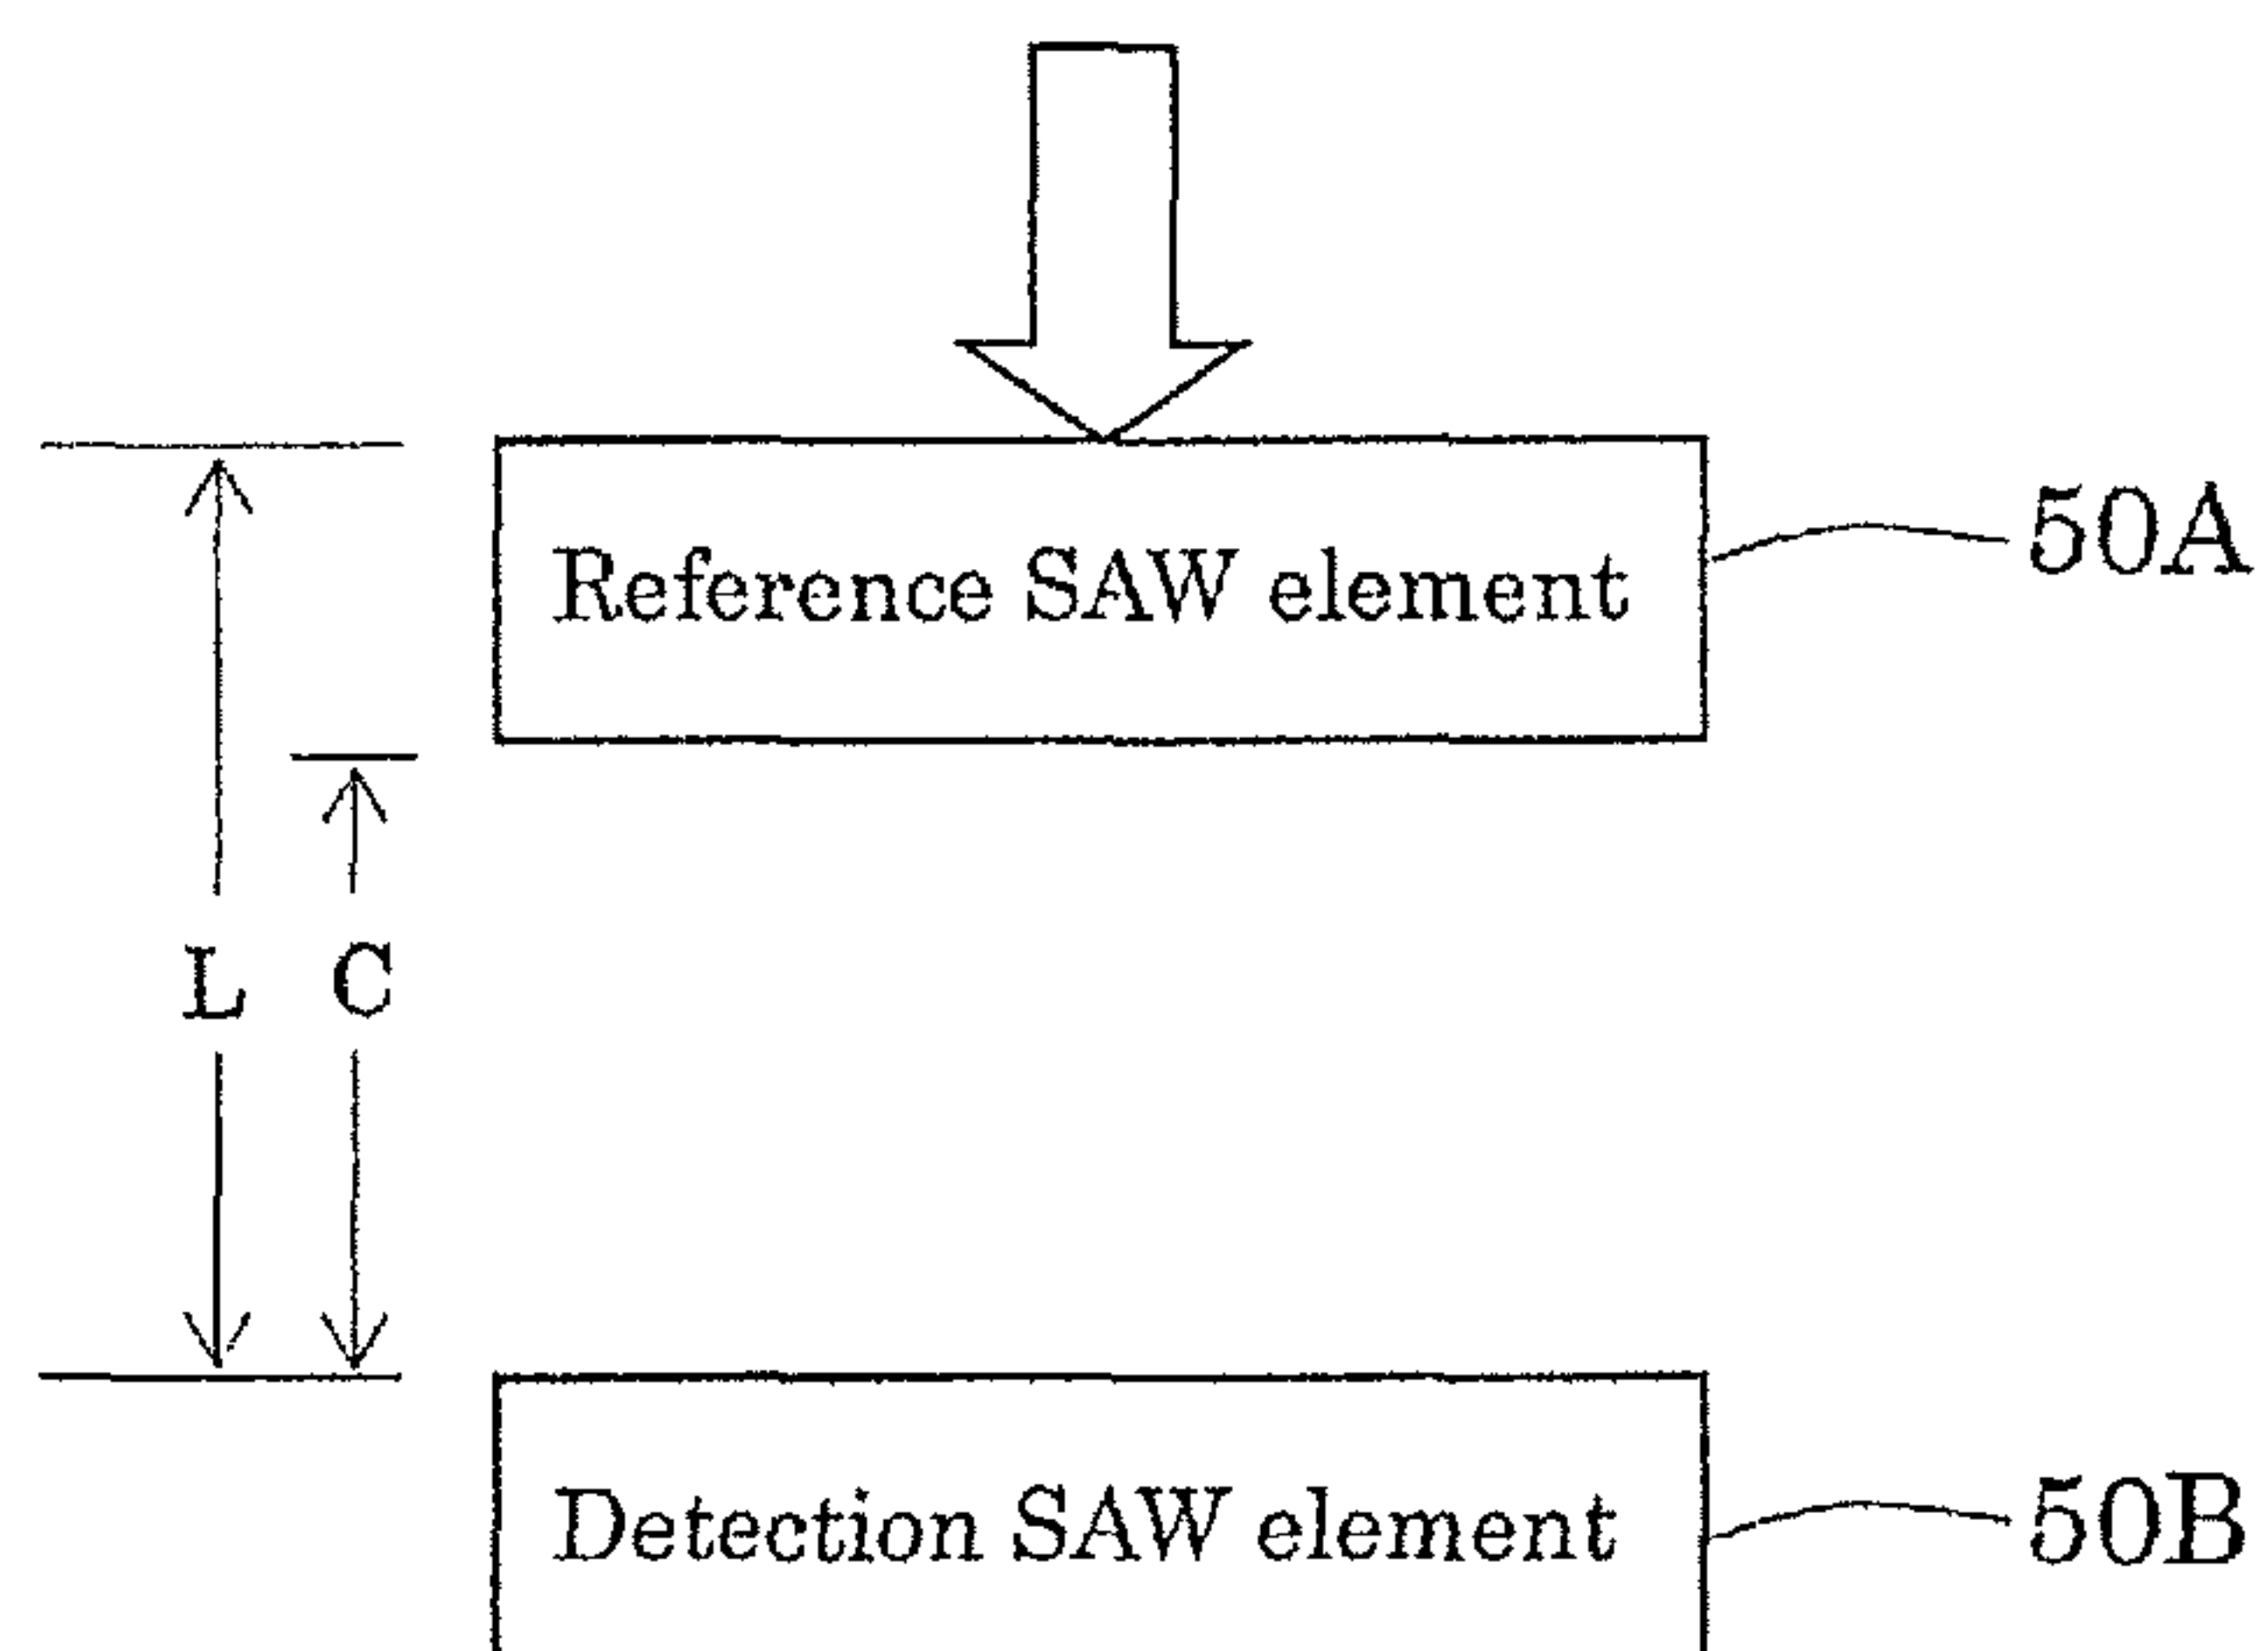 Reference SAW element
50A
L
C
Detection SAW element
50B